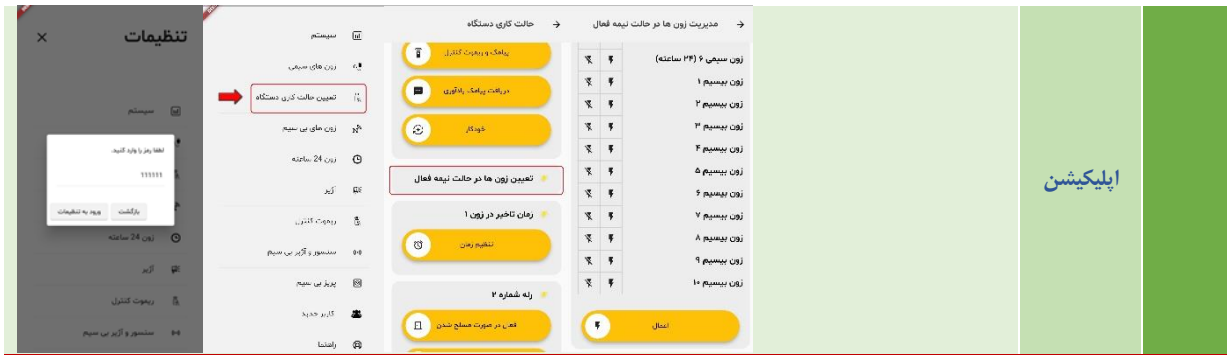 اپلیکیشن
مدیریت زون ها در حالت نیمه فعال
زون سیمی ۶ (۲۴ ساعته)
زون بیسیم ۱
زون بیسیم ۲
زون بیسیم ۳
زون بیسیم ۴
زون بیسیم ۵
زون بیسیم ۶
زون بیسیم ۷
زون بیسیم ۸
زون بیسیم ۹
زون بیسیم ۱۰
اعمال
حالت کاری دستگاه
پیامک و ریموت کنترل
دریافت پیامک یادآوری
خودکار
تعیین زون ها در حالت نیمه فعال
زمان تاخیر در زون ۱
تنظیم زمان
رله شماره ۲
فعال در صورت مسلح شدن
سیستم
زون های سیمی
تعیین حالت کاری دستگاه
زون های بی سیم
زون 24 ساعته
آژیر
ریموت کنترل
سنسور و آژیر بی سیم
پریز بی سیم
کاربر جدید
راهنما
تنظیمات
سیستم
لطفا رمز را وارد کنید.
111111
بازگشت
ورود به تنظیمات
زون 24 ساعته
آژیر
ریموت کنترل
سنسور و آژیر بی سیم